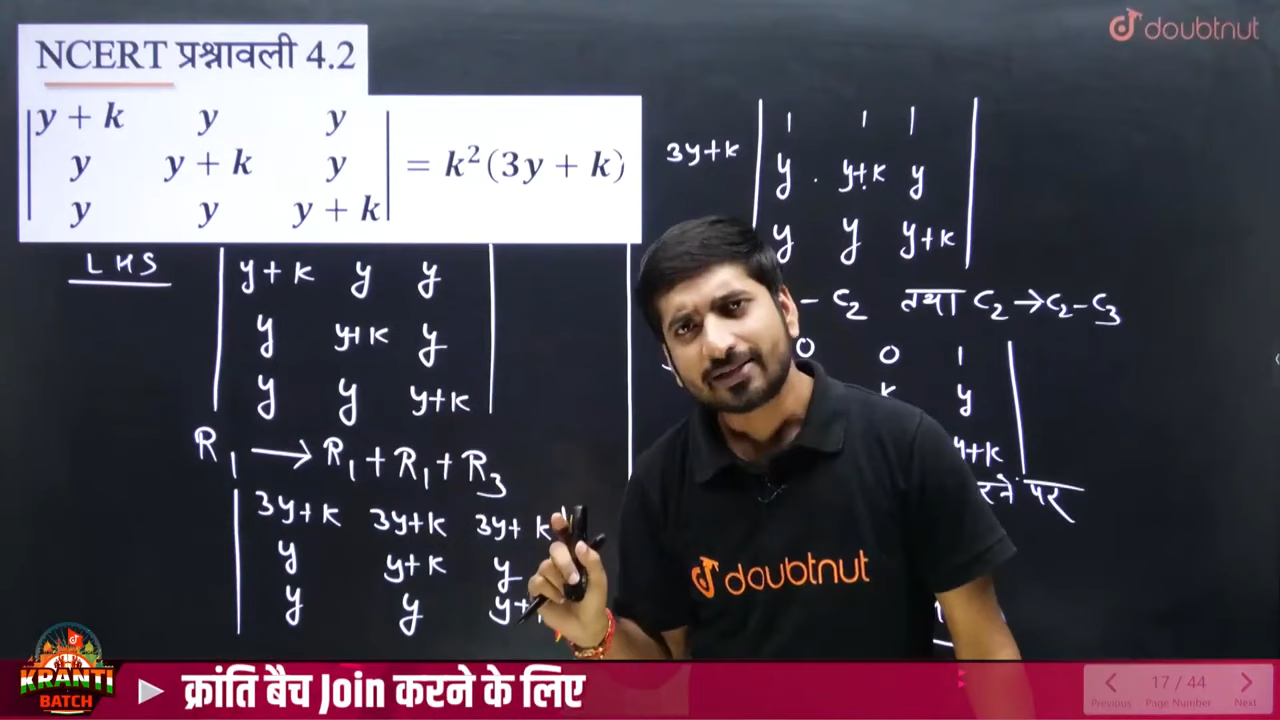 doubtnut
NCERT प्रश्नावली 4.2
y + k y y
y y + k y = k²(3y + k)
y y y + k
LHS
y+k y y
y y+k y
y y y+k
R₁ → R₁+R₁+R₃
3y+k 3y+k 3y+k
y y+k y
y y y+
3y+k
1 1 1
y . y+k y
y y y+k
- C₂ तथा C₂→C₂-C₃
0 0 1
k y
y+k
रने पर
doubtnut
KRANTI
BATCH
क्रांति बैच Join करने के लिए
17 / 44
Previous Page Number Next